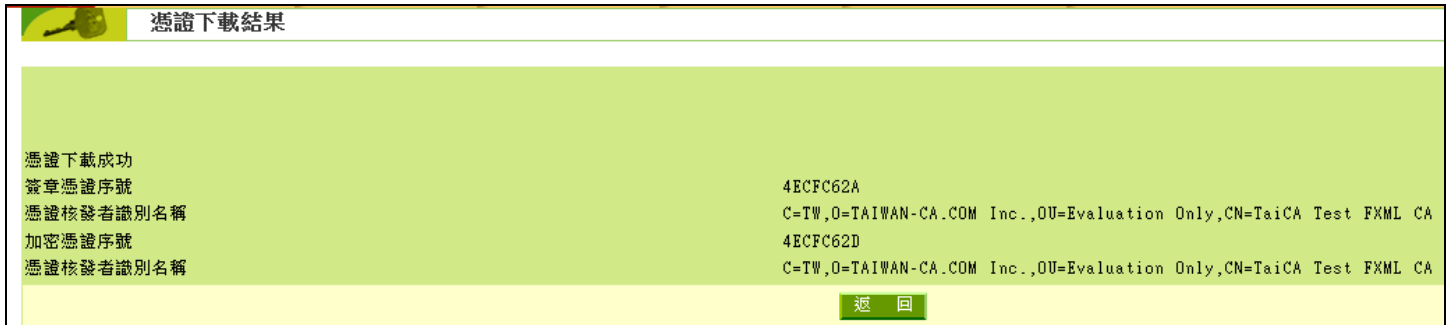 憑證下載結果
憑證下載成功
簽章憑證序號 4ECFC62A
憑證核發者識別名稱 C=TW,O=TAIWAN-CA.COM Inc.,OU=Evaluation Only,CN=TaiCA Test FXML CA
加密憑證序號 4ECFC62D
憑證核發者識別名稱 C=TW,O=TAIWAN-CA.COM Inc.,OU=Evaluation Only,CN=TaiCA Test FXML CA
返 回